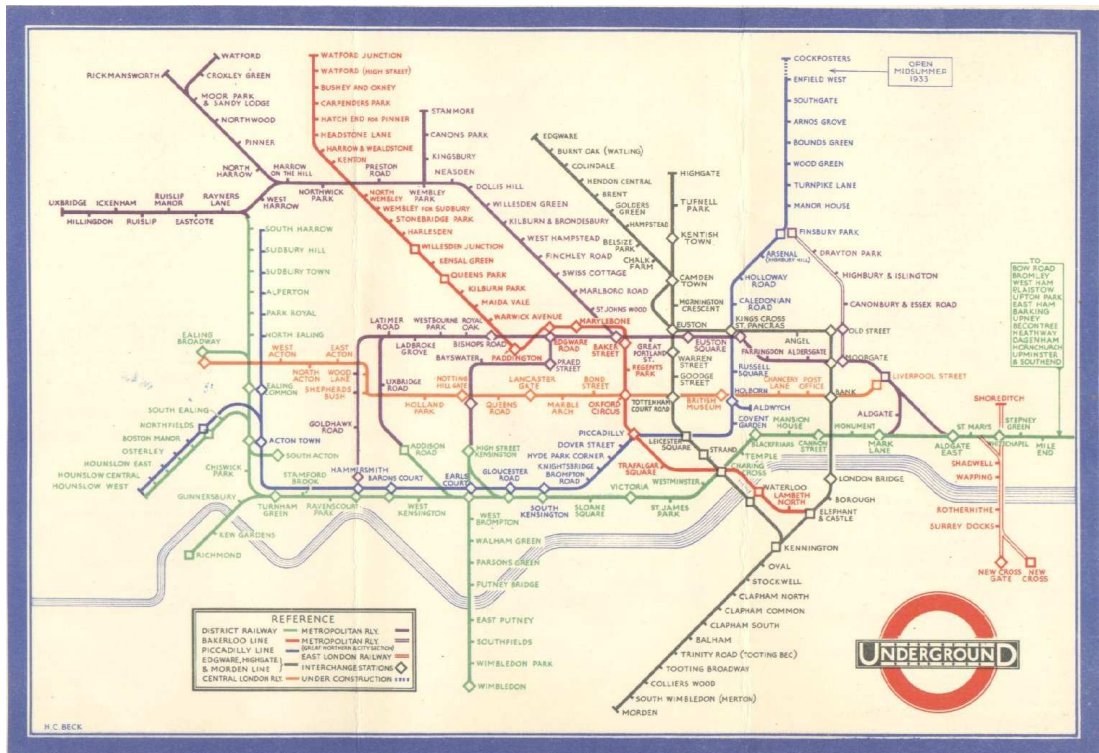 WATFORD
CROXLEY GREEN
RICKMANSWORTH
MOOR PARK
& SANDY LODGE
NORTHWOOD
PINNER
NORTH
HARROW
HARROW
ON THE HILL
WEST
HARROW
NORTHWICK
PARK
PRESTON
ROAD
WEMBLEY
PARK
UXBRIDGE
ICKENHAM
RUISLIP
MANOR
RAYNERS
LANE
HILLINGDON
RUISLIP
EASTCOTE
WATFORD JUNCTION
WATFORD (HIGH STREET)
BUSHEY AND OXHEY
CARPENDERS PARK
HATCH END FOR PINNER
HEADSTONE LANE
HARROW & WEALDSTONE
KENTON
NORTH
WEMBLEY
WEMBLEY FOR SUDBURY
STONEBRIDGE PARK
HARLESDEN
WILLESDEN JUNCTION
KENSAL GREEN
QUEENS PARK
KILBURN PARK
MAIDA VALE
WARWICK AVENUE
PADDINGTON
STANMORE
CANONS PARK
KINGSBURY
NEASDEN
DOLLIS HILL
WILLESDEN GREEN
KILBURN & BRONDESBURY
WEST HAMPSTEAD
FINCHLEY ROAD
SWISS COTTAGE
MARLBORO ROAD
ST JOHNS WOOD
EDGWARE
BURNT OAK (WATLING)
COLINDALE
HENDON CENTRAL
BRENT
GOLDERS
GREEN
HAMPSTEAD
BELSIZE
PARK
CHALK
FARM
HIGHGATE
TUFNELL
PARK
KENTISH
TOWN
CAMDEN
TOWN
MORNINGTON
CRESCENT
EUSTON
COCKFOSTERS
ENFIELD WEST
OPEN
MIDSUMMER
1933
SOUTHGATE
ARNOS GROVE
BOUNDS GREEN
WOOD GREEN
TURNPIKE LANE
MANOR HOUSE
FINSBURY PARK
ARSENAL
(HIGHBURY HILL)
HOLLOWAY
ROAD
CALEDONIAN
ROAD
KINGS CROSS
ST. PANCRAS
DRAYTON PARK
HIGHBURY & ISLINGTON
CANONBURY & ESSEX ROAD
OLD STREET
ANGEL
MOORGATE
TO
BOW ROAD
BROMLEY
WEST HAM
PLAISTOW
UPTON PARK
EAST HAM
BARKING
UPNEY
BECONTREE
HEATHWAY
DAGENHAM
HORNCHURCH
UPMINSTER
& SOUTHEND
SOUTH HARROW
SUDBURY HILL
SUDBURY TOWN
ALPERTON
PARK ROYAL
NORTH EALING
EALING
BROADWAY
WEST
ACTON
EAST
ACTON
NORTH
ACTON
WOOD
LANE
SHEPHERDS
BUSH
EALING
COMMON
SOUTH EALING
NORTHFIELDS
BOSTON MANOR
OSTERLEY
HOUNSLOW EAST
HOUNSLOW CENTRAL
HOUNSLOW WEST
ACTON TOWN
SOUTH ACTON
CHISWICK
PARK
GUNNERSBURY
KEW GARDENS
RICHMOND
LATIMER
ROAD
WESTBOURNE
PARK
ROYAL
OAK
BISHOPS ROAD
LADBROKE
GROVE
BAYSWATER
UXBRIDGE
ROAD
GOLDHAWK
ROAD
MARYLEBONE
EDGWARE
ROAD
PRAED
STREET
BAKER
STREET
GREAT
PORTLAND
ST.
REGENTS
PARK
EUSTON
SQUARE
WARREN
STREET
GOODGE
STREET
FARRINGDON
ALDERSGATE
RUSSELL
SQUARE
NOTTING
HILL GATE
HOLLAND
PARK
QUEENS
ROAD
LANCASTER
GATE
MARBLE
ARCH
BOND
STREET
OXFORD
CIRCUS
TOTTENHAM
COURT ROAD
BRITISH
MUSEUM
HOLBORN
CHANCERY
LANE
POST
OFFICE
BANK
LIVERPOOL STREET
ALDWYCH
COVENT
GARDEN
ALDGATE
SHOREDITCH
ADDISON
ROAD
HIGH STREET
KENSINGTON
PICCADILLY
DOVER STREET
HYDE PARK CORNER
KNIGHTSBRIDGE
BROMPTON
ROAD
LEICESTER
SQUARE
STRAND
TRAFALGAR
SQUARE
CHARING
CROSS
TEMPLE
BLACKFRIARS
MANSION
HOUSE
CANNON
STREET
MONUMENT
MARK
LANE
ALDGATE
EAST
ST MARYS
WHITECHAPEL
STEPNEY
GREEN
MILE
END
HAMMERSMITH
STAMFORD
BROOK
TURNHAM
GREEN
RAVENSCOURT
PARK
BARONS COURT
WEST
KENSINGTON
EARLS
COURT
GLOUCESTER
ROAD
SOUTH
KENSINGTON
SLOANE
SQUARE
VICTORIA
ST.JAMES
PARK
WESTMINSTER
WATERLOO
LAMBETH
NORTH
LONDON BRIDGE
BOROUGH
ELEPHANT
& CASTLE
KENNINGTON
OVAL
STOCKWELL
CLAPHAM NORTH
CLAPHAM COMMON
CLAPHAM SOUTH
BALHAM
TRINITY ROAD (TOOTING BEC)
TOOTING BROADWAY
COLLIERS WOOD
SOUTH WIMBLEDON (MERTON)
MORDEN
SHADWELL
WAPPING
ROTHERHITHE
SURREY DOCKS
NEW CROSS
GATE
NEW
CROSS
WEST
BROMPTON
WALHAM GREEN
PARSONS GREEN
PUTNEY BRIDGE
EAST PUTNEY
SOUTHFIELDS
WIMBLEDON PARK
WIMBLEDON
REFERENCE
DISTRICT RAILWAY
BAKERLOO LINE
PICCADILLY LINE
EDGWARE, HIGHGATE
& MORDEN LINE
CENTRAL LONDON RLY.
METROPOLITAN RLY.
METROPOLITAN RLY.
(GREAT NORTHERN & CITY SECTION)
EAST LONDON RAILWAY
INTERCHANGE STATIONS
UNDER CONSTRUCTION
UNDERGROUND
H.C. BECK